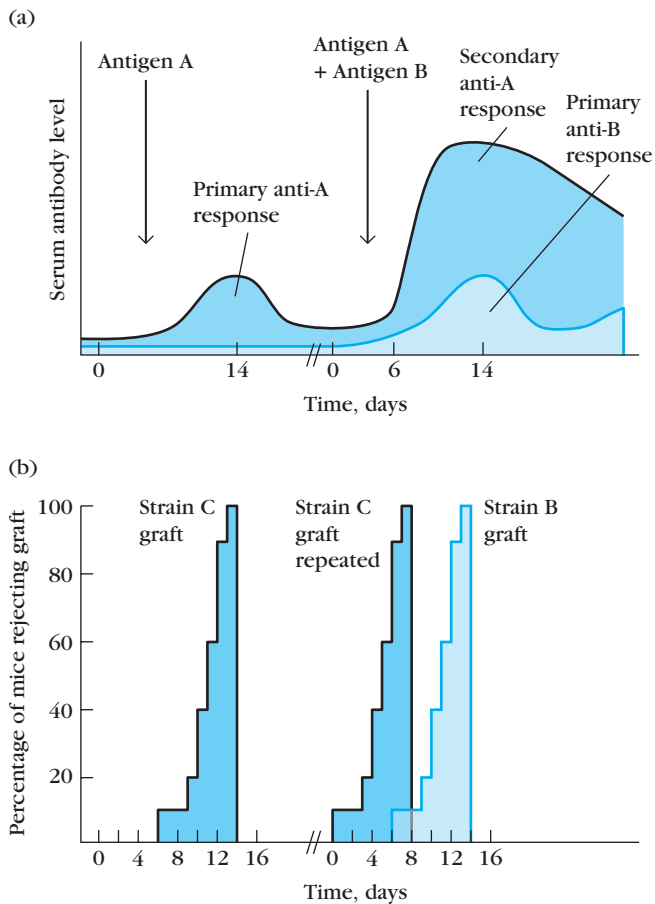 (a)
Serum antibody level
Antigen A
Antigen A
+ Antigen B
Primary anti-A
response
Secondary
anti-A
response
Primary
anti-B
response
0 14 0 6 14
Time, days
(b)
Percentage of mice rejecting graft
100
80
60
40
20
Strain C
graft
Strain C
graft
repeated
Strain B
graft
0 4 8 12 16 0 4 8 12 16
Time, days